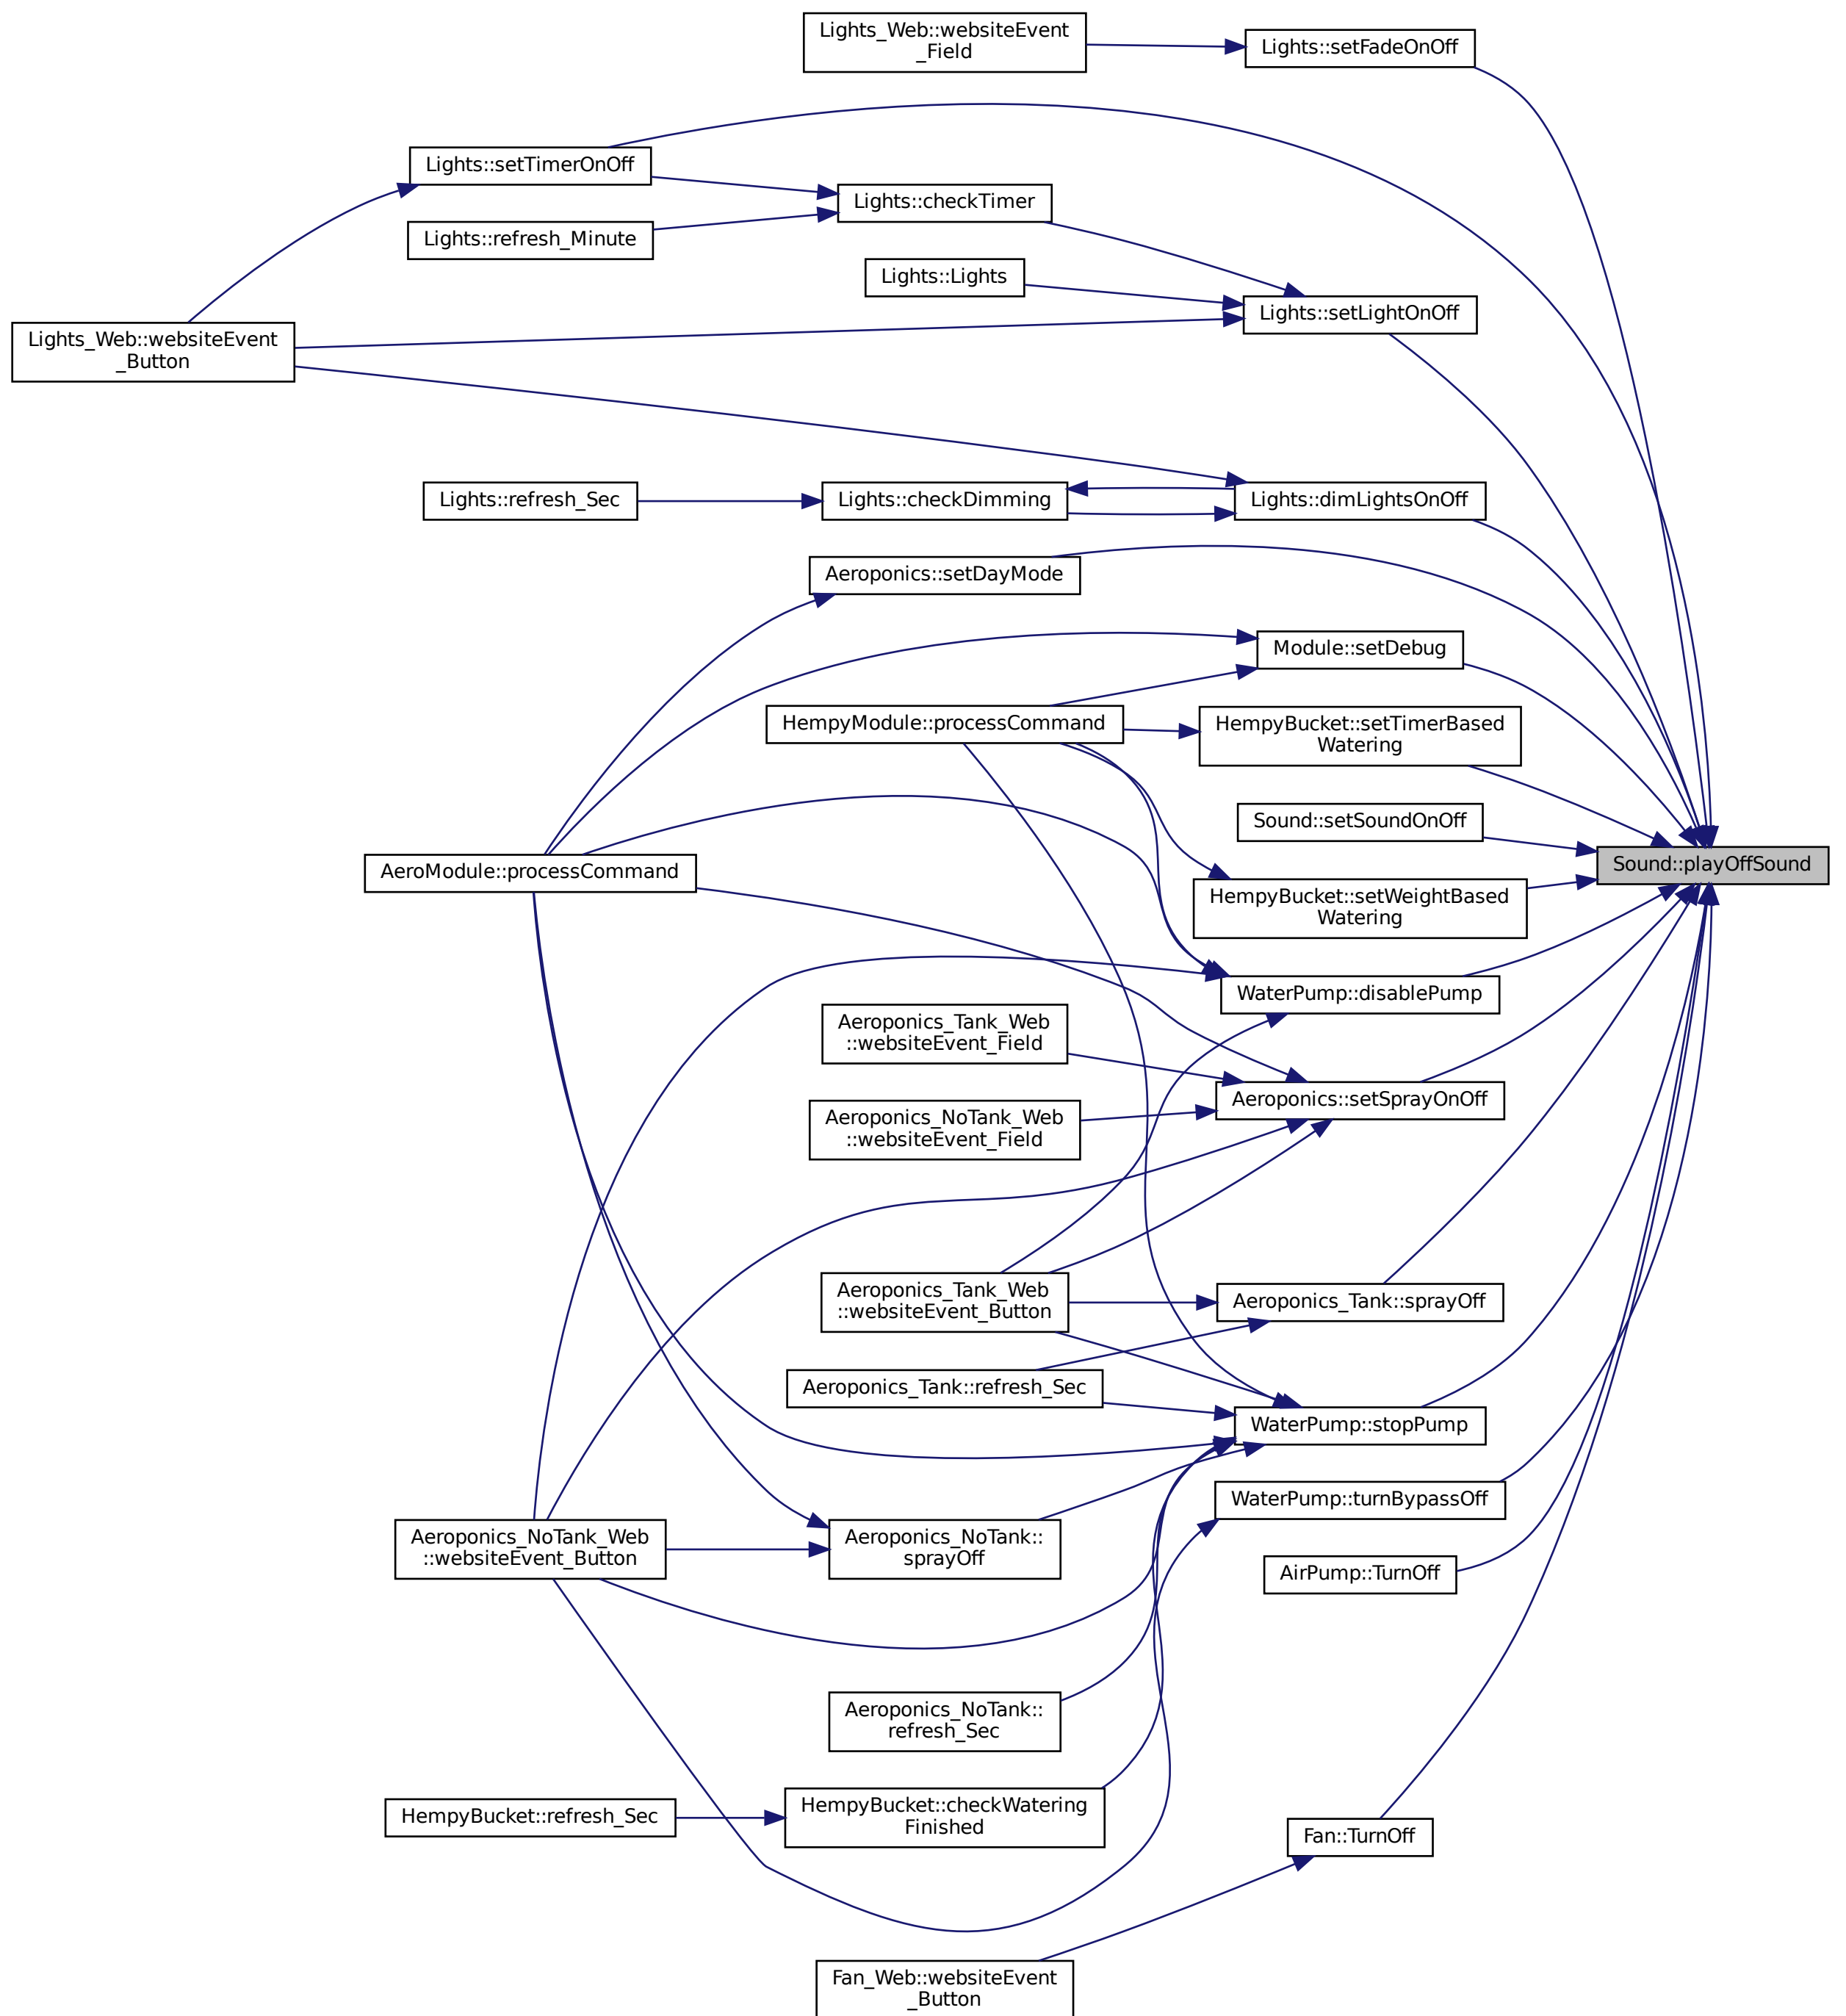 Lights_Web::websiteEvent
_Field
Lights::setFadeOnOff
Lights::setTimerOnOff
Lights::checkTimer
Lights::refresh_Minute
Lights::Lights
Lights::setLightOnOff
Lights_Web::websiteEvent
_Button
Lights::refresh_Sec
Lights::checkDimming
Lights::dimLightsOnOff
Aeroponics::setDayMode
Module::setDebug
HempyModule::processCommand
HempyBucket::setTimerBased
Watering
Sound::setSoundOnOff
Sound::playOffSound
AeroModule::processCommand
HempyBucket::setWeightBased
Watering
WaterPump::disablePump
Aeroponics_Tank_Web
::websiteEvent_Field
Aeroponics::setSprayOnOff
Aeroponics_NoTank_Web
::websiteEvent_Field
Aeroponics_Tank_Web
::websiteEvent_Button
Aeroponics_Tank::sprayOff
Aeroponics_Tank::refresh_Sec
WaterPump::stopPump
WaterPump::turnBypassOff
Aeroponics_NoTank_Web
::websiteEvent_Button
Aeroponics_NoTank::
sprayOff
AirPump::TurnOff
Aeroponics_NoTank::
refresh_Sec
HempyBucket::refresh_Sec
HempyBucket::checkWatering
Finished
Fan::TurnOff
Fan_Web::websiteEvent
_Button